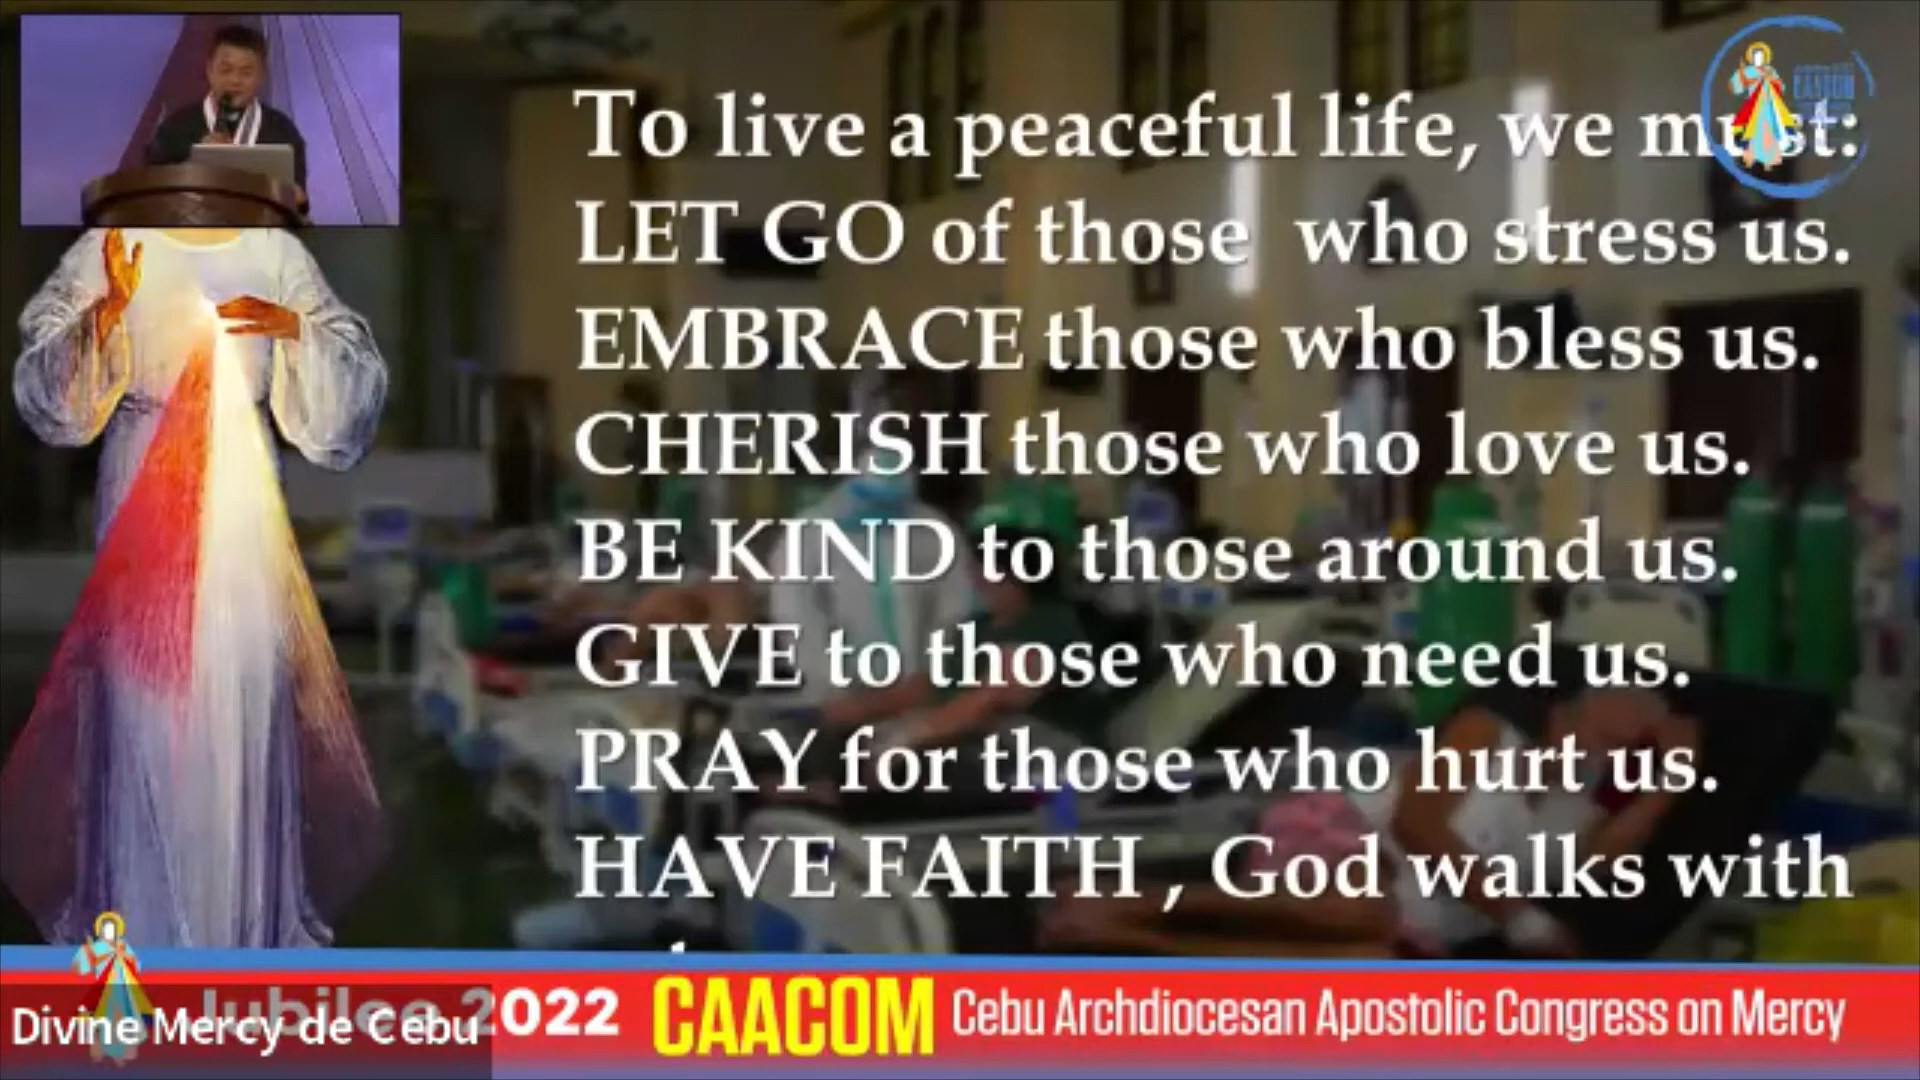 To live a peaceful life, we must:
LET GO of those who stress us.
EMBRACE those who bless us.
CHERISH those who love us.
BE KIND to those around us.
GIVE to those who need us.
PRAY for those who hurt us.
HAVE FAITH , God walks with
Jubilee 2022 CAACOM Cebu Archdiocesan Apostolic Congress on Mercy
Divine Mercy de Cebu